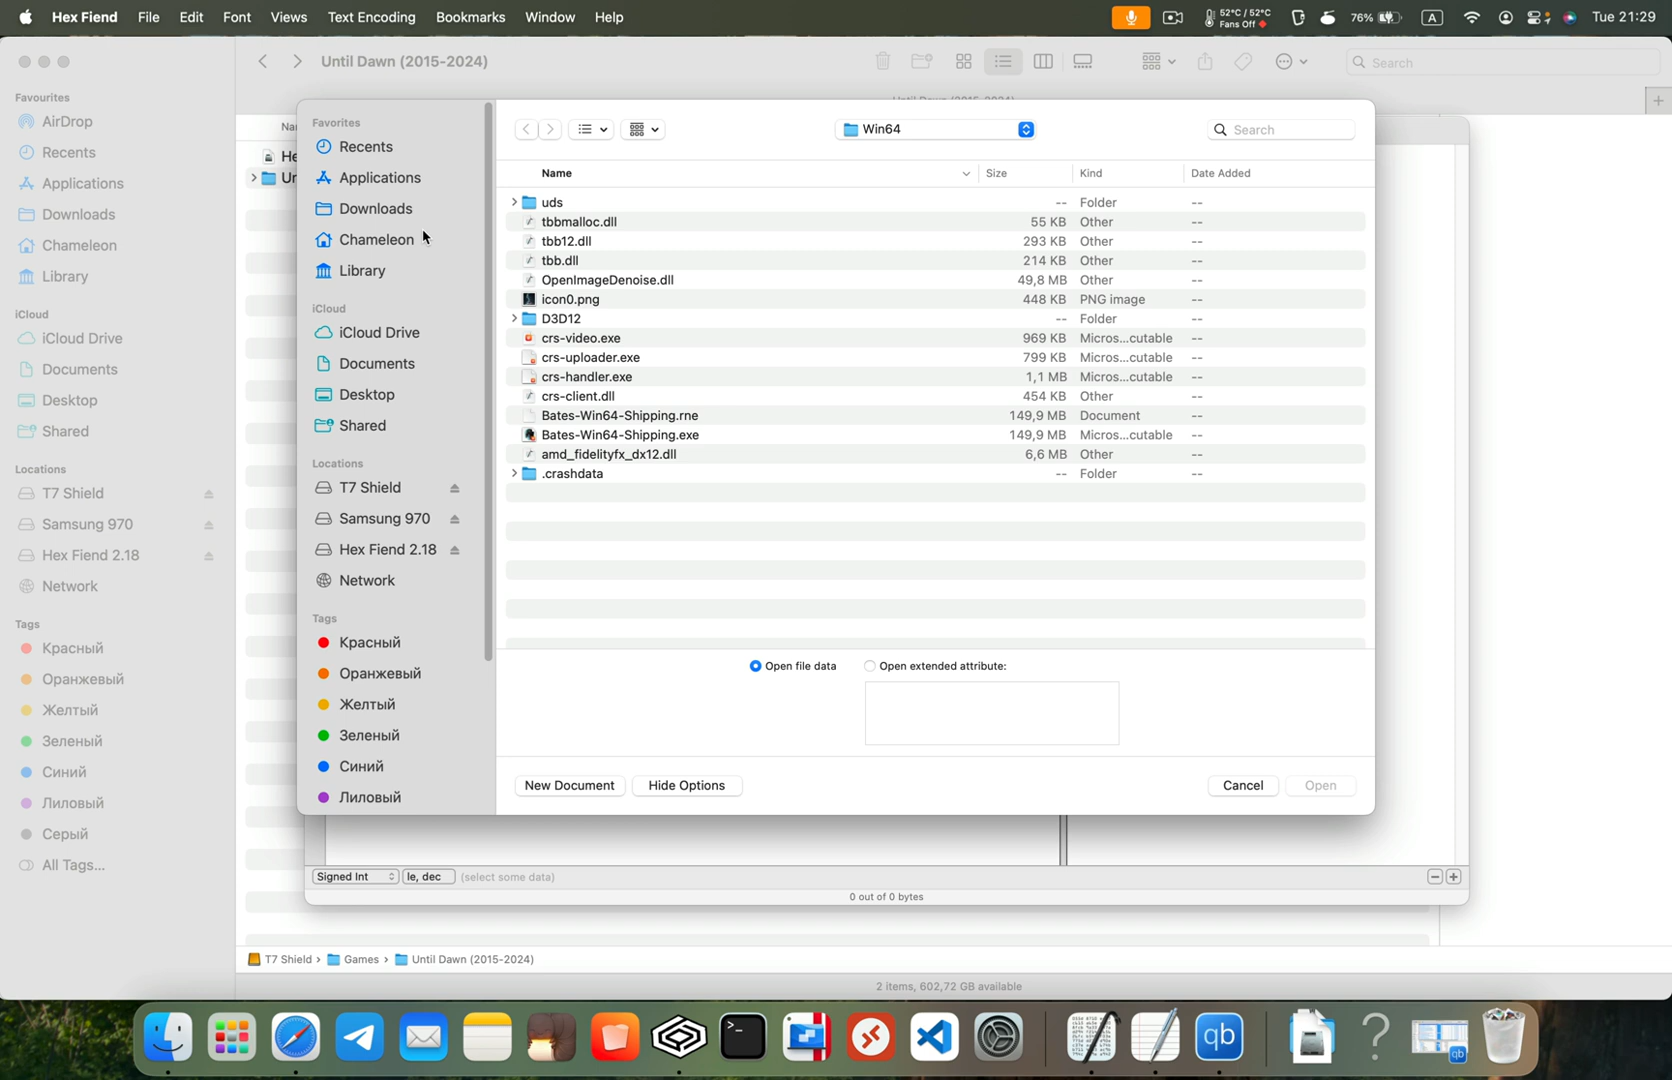 Hex Fiend File Edit Font Views Text Encoding Bookmarks Window Help 52°C / 52°C 76% A Tue 21:29
Fans Off
Until Dawn (2015-2024) Search
Favourites
AirDrop
Recents
Applications
Downloads
Chameleon
Library
iCloud
iCloud Drive
Documents
Desktop
Shared
Locations
T7 Shield
Samsung 970
Hex Fiend 2.18
Network
Tags
Красный
Оранжевый
Желтый
Зеленый
Синий
Лиловый
Серый
All Tags...
Favorites
Recents
Applications
Downloads
Chameleon
Library
iCloud
iCloud Drive
Documents
Desktop
Shared
Locations
T7 Shield
Samsung 970
Hex Fiend 2.18
Network
Tags
Красный
Оранжевый
Желтый
Зеленый
Синий
Лиловый
Win64 Search
Name Size Kind Date Added
uds -- Folder --
tbbmalloc.dll 55 KB Other --
tbb12.dll 293 KB Other --
tbb.dll 214 KB Other --
OpenImageDenoise.dll 49,8 MB Other --
icon0.png 448 KB PNG image --
D3D12 -- Folder --
crs-video.exe 969 KB Micros...cutable --
crs-uploader.exe 799 KB Micros...cutable --
crs-handler.exe 1,1 MB Micros...cutable --
crs-client.dll 454 KB Other --
Bates-Win64-Shipping.rne 149,9 MB Document --
Bates-Win64-Shipping.exe 149,9 MB Micros...cutable --
amd_fidelityfx_dx12.dll 6,6 MB Other --
.crashdata -- Folder --
Open file data Open extended attribute:
New Document Hide Options Cancel Open
Signed Int le, dec (select some data)
0 out of 0 bytes
T7 Shield › Games › Until Dawn (2015-2024)
2 items, 602,72 GB available
qb